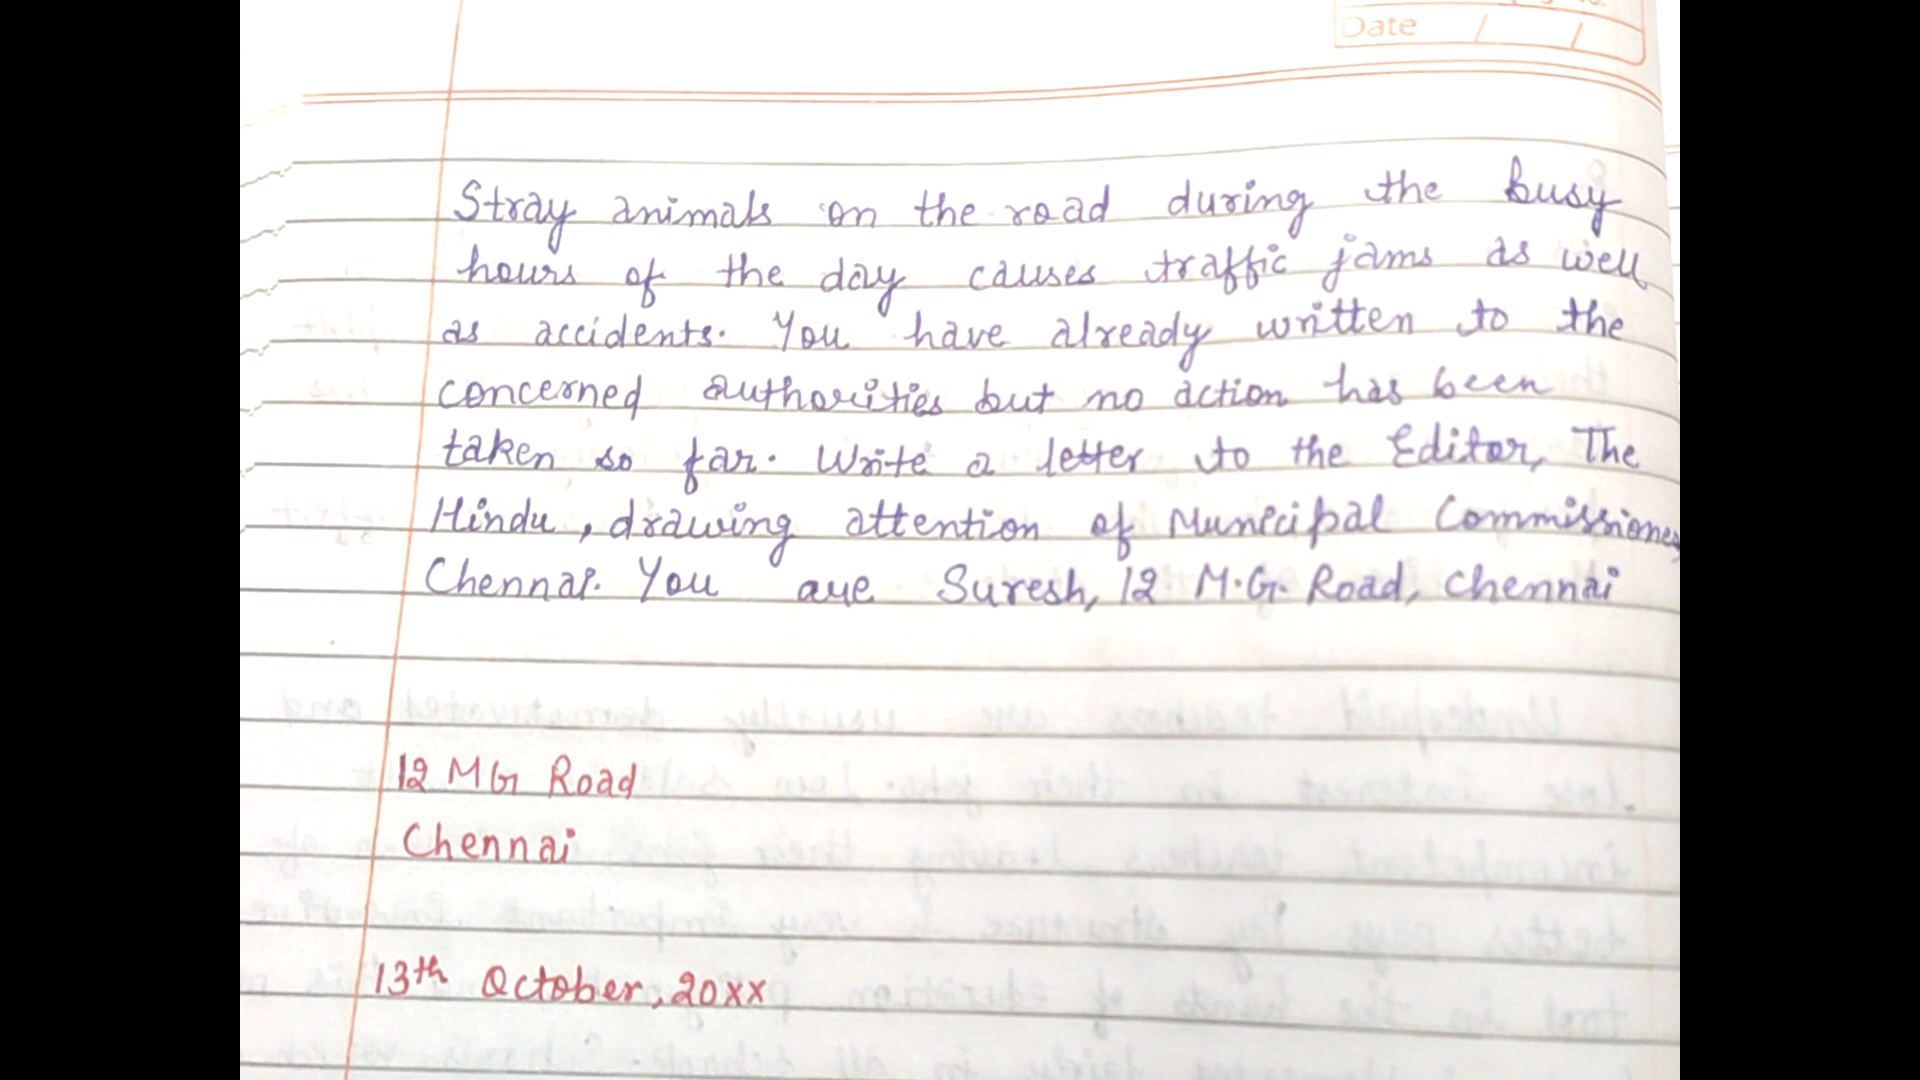 Date / /
Stray animals on the road during the busy
hours of the day causes traffic jams as well
as accidents. You have already written to the
concerned authorities but no action has been
taken so far. Write a letter to the Editor, The
Hindu, drawing attention of Municipal Commissioner,
Chennai. You are Suresh, 12 M.G. Road, Chennai
12 MG Road
Chennai
13th October, 20xx